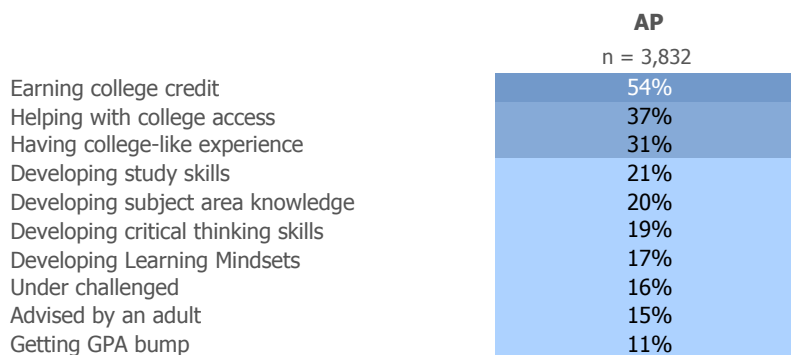 AP
n = 3,832
Earning college credit 54%
Helping with college access 37%
Having college-like experience 31%
Developing study skills 21%
Developing subject area knowledge 20%
Developing critical thinking skills 19%
Developing Learning Mindsets 17%
Under challenged 16%
Advised by an adult 15%
Getting GPA bump 11%